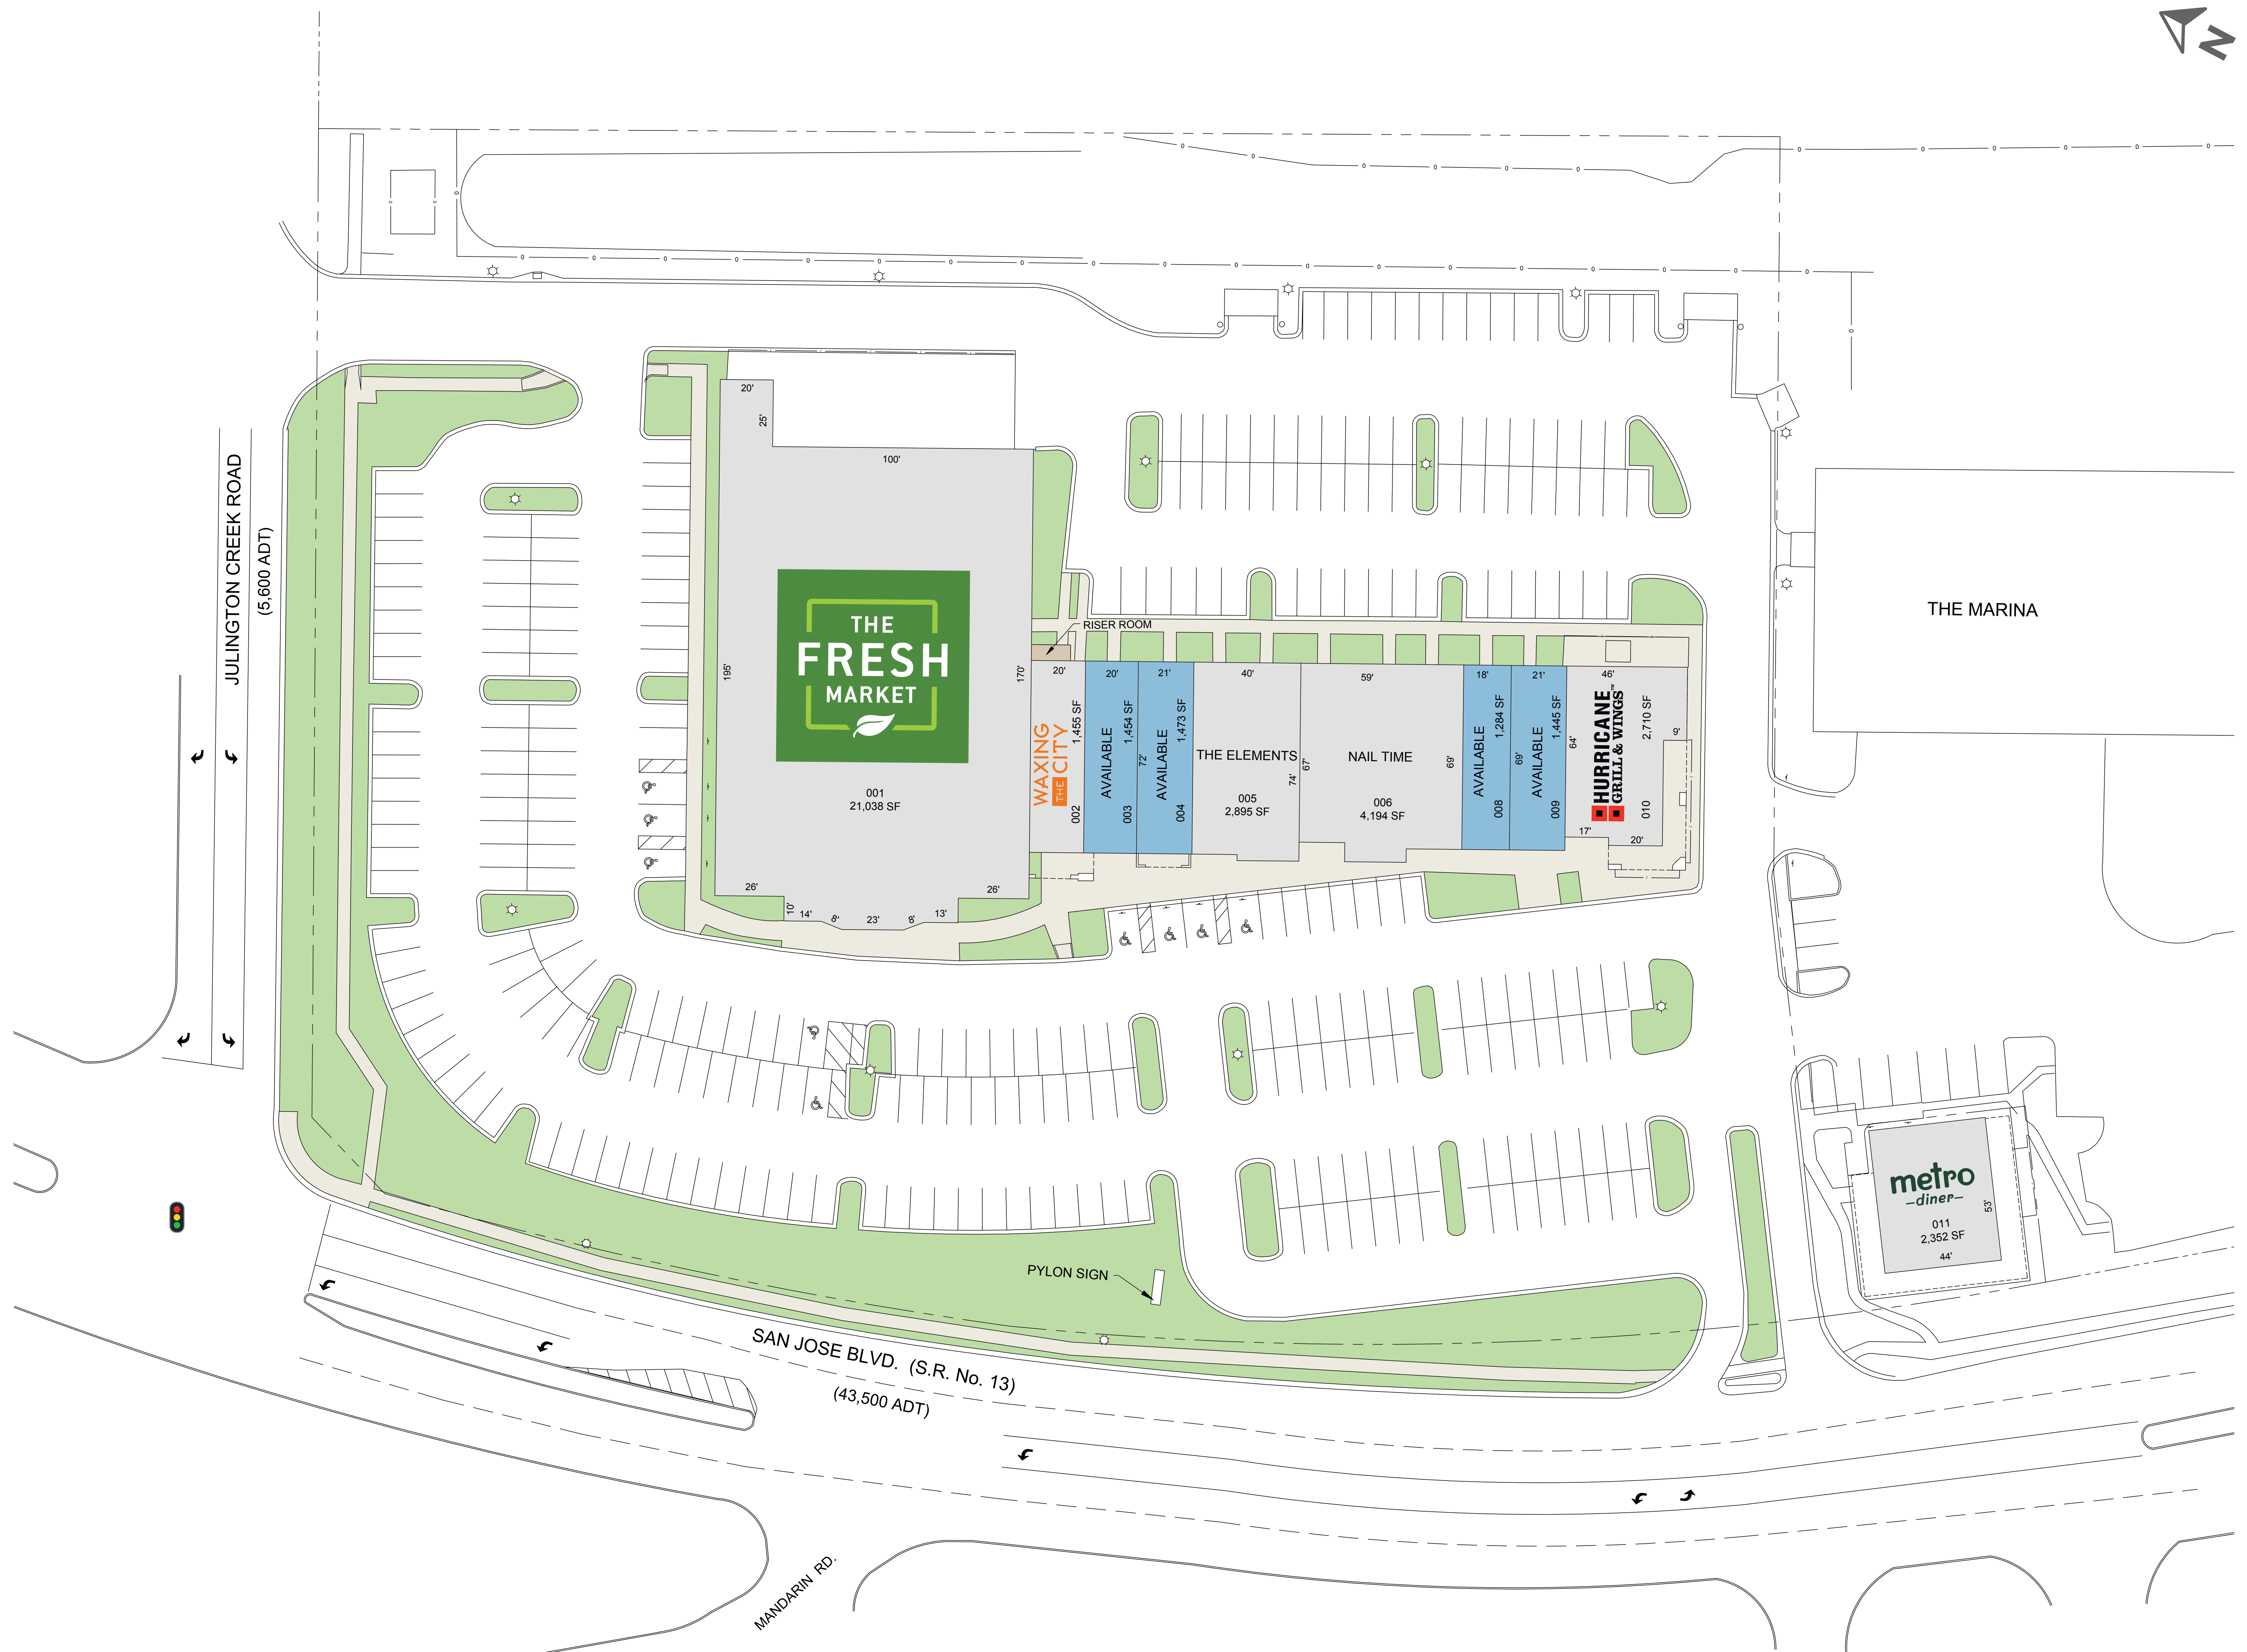 N
JULINGTON CREEK ROAD
(5,600 ADT)
20'
25'
100'
195'
170'
THE
FRESH
MARKET
001
21,038 SF
26'
10'
14'
8'
23'
8'
13'
26'
RISER ROOM
20'
WAXING
THE CITY
002
1,455 SF
20'
AVAILABLE
003
1,454 SF
72'
21'
AVAILABLE
004
1,473 SF
40'
THE ELEMENTS
005
2,895 SF
74'
67'
59'
NAIL TIME
006
4,194 SF
69'
18'
AVAILABLE
008
1,284 SF
69'
21'
AVAILABLE
009
1,445 SF
64'
46'
HURRICANE™
GRILL & WINGS
010
2,710 SF
9'
17'
20'
THE MARINA
metro
-diner-
011
2,352 SF
53'
44'
PYLON SIGN
SAN JOSE BLVD. (S.R. No. 13)
(43,500 ADT)
MANDARIN RD.